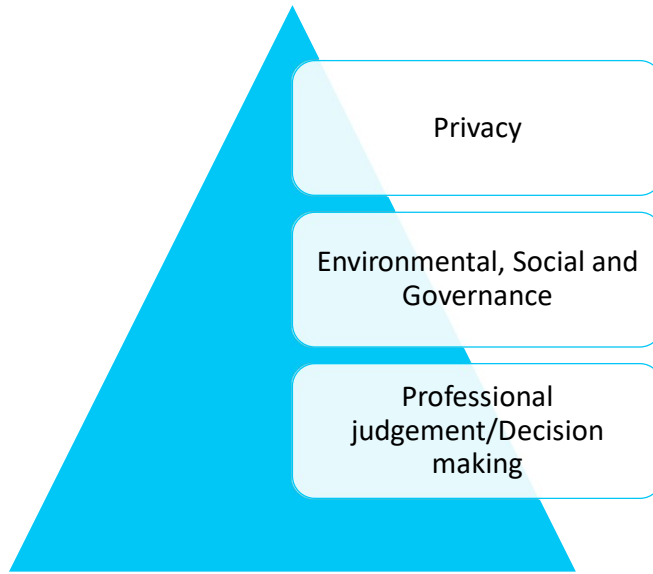 Privacy
Environmental, Social and
Governance
Professional
judgement/Decision
making